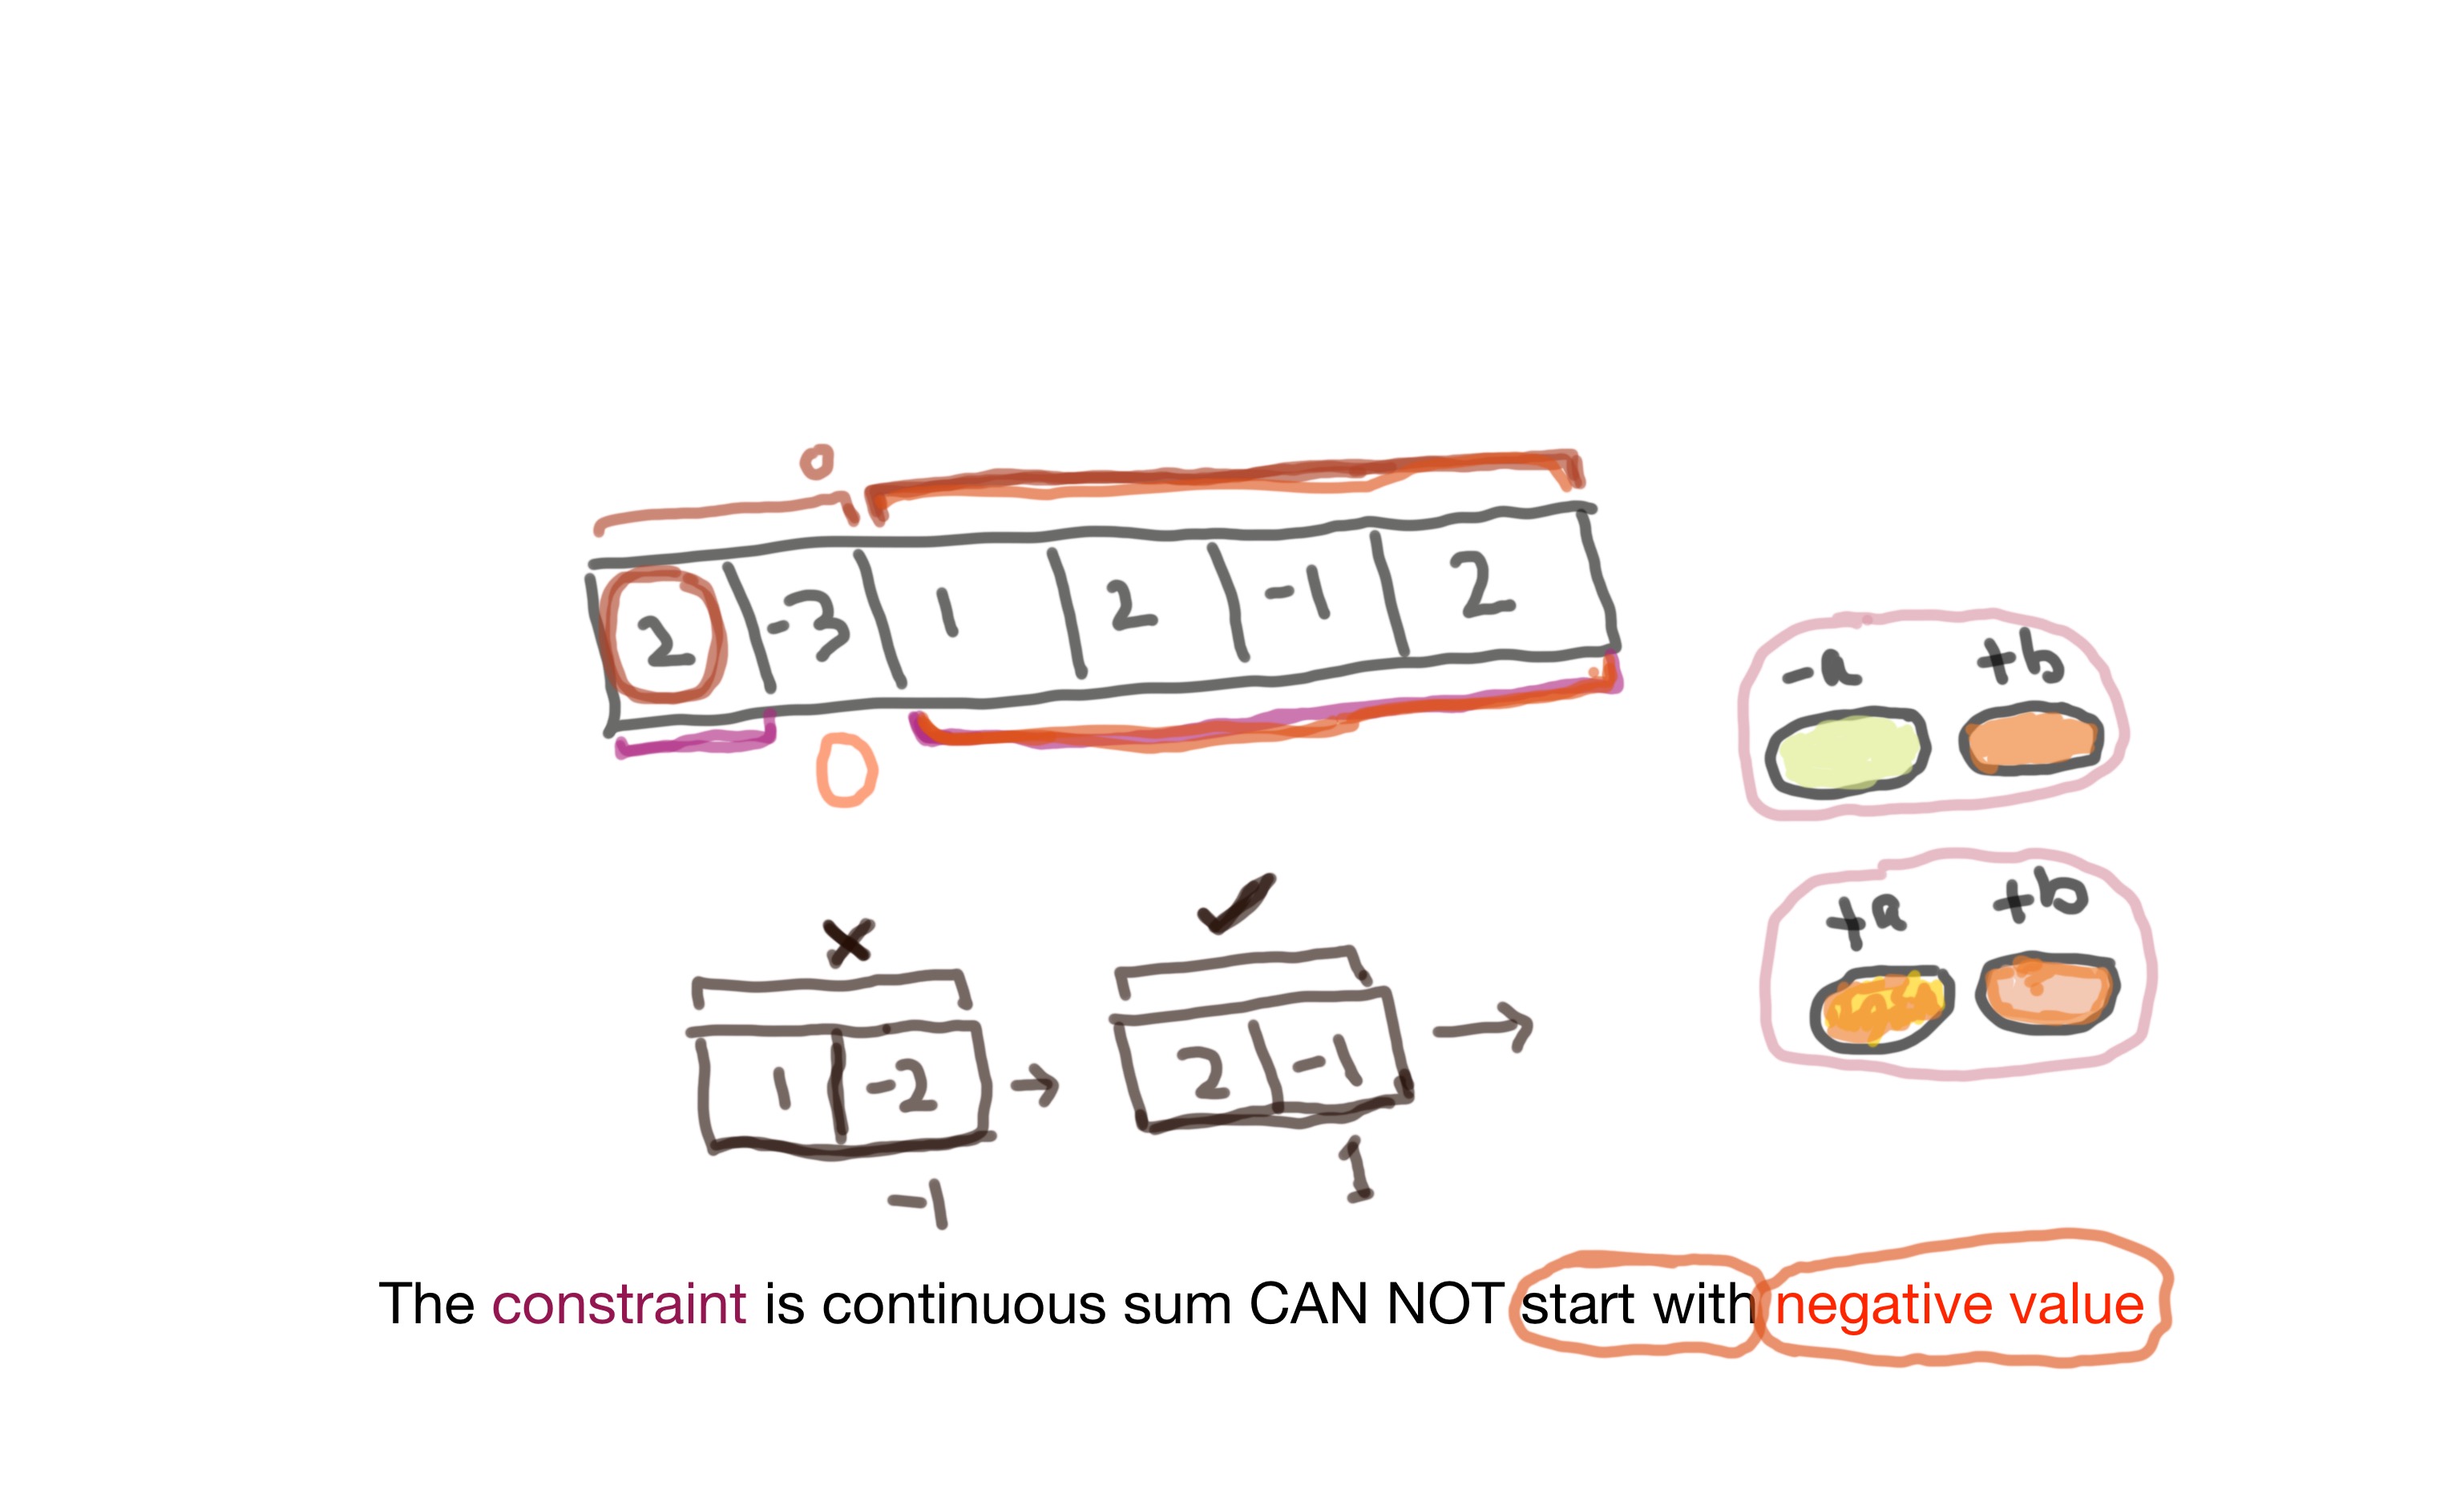 0
2 -3 1 2 -1 2
0
-a +b
+a +b
1 -2 2 -1
-1 1
The constraint is continuous sum CAN NOT start with negative value